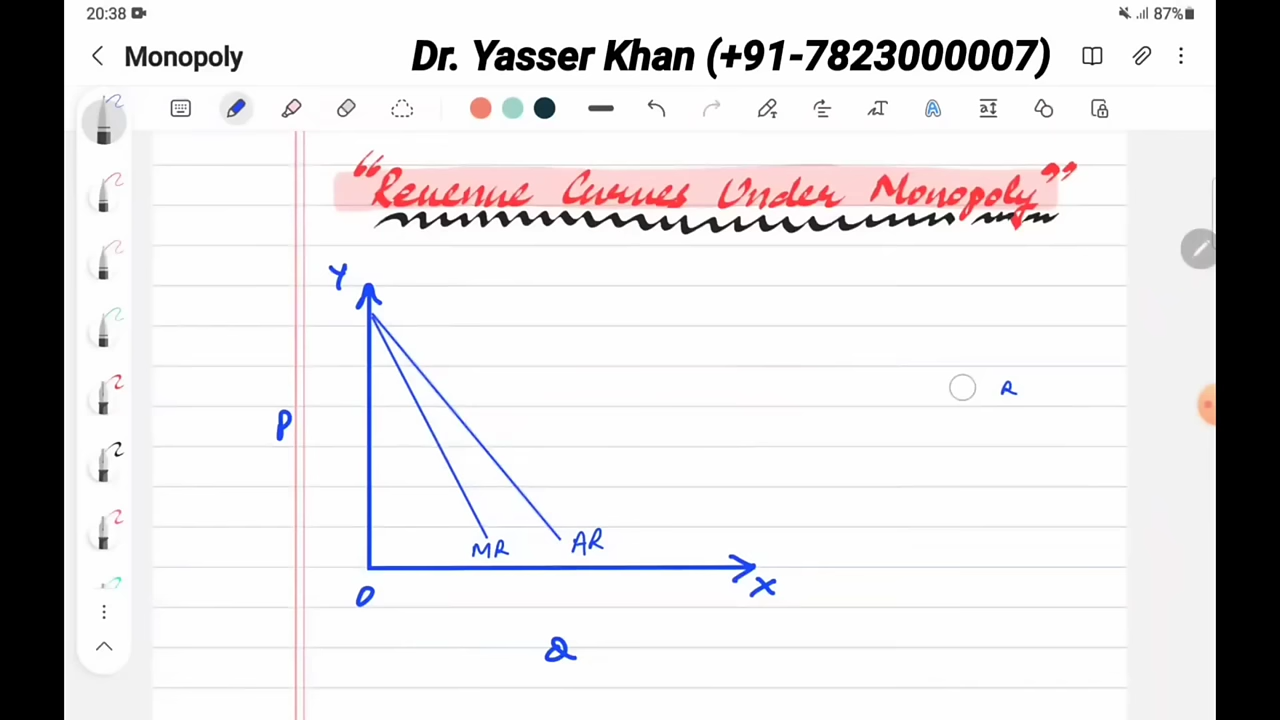 20:38
87%
Monopoly
Dr. Yasser Khan (+91-7823000007)
"Revenue Curves Under Monopoly"
Y
P
R
MR
AR
X
O
Q